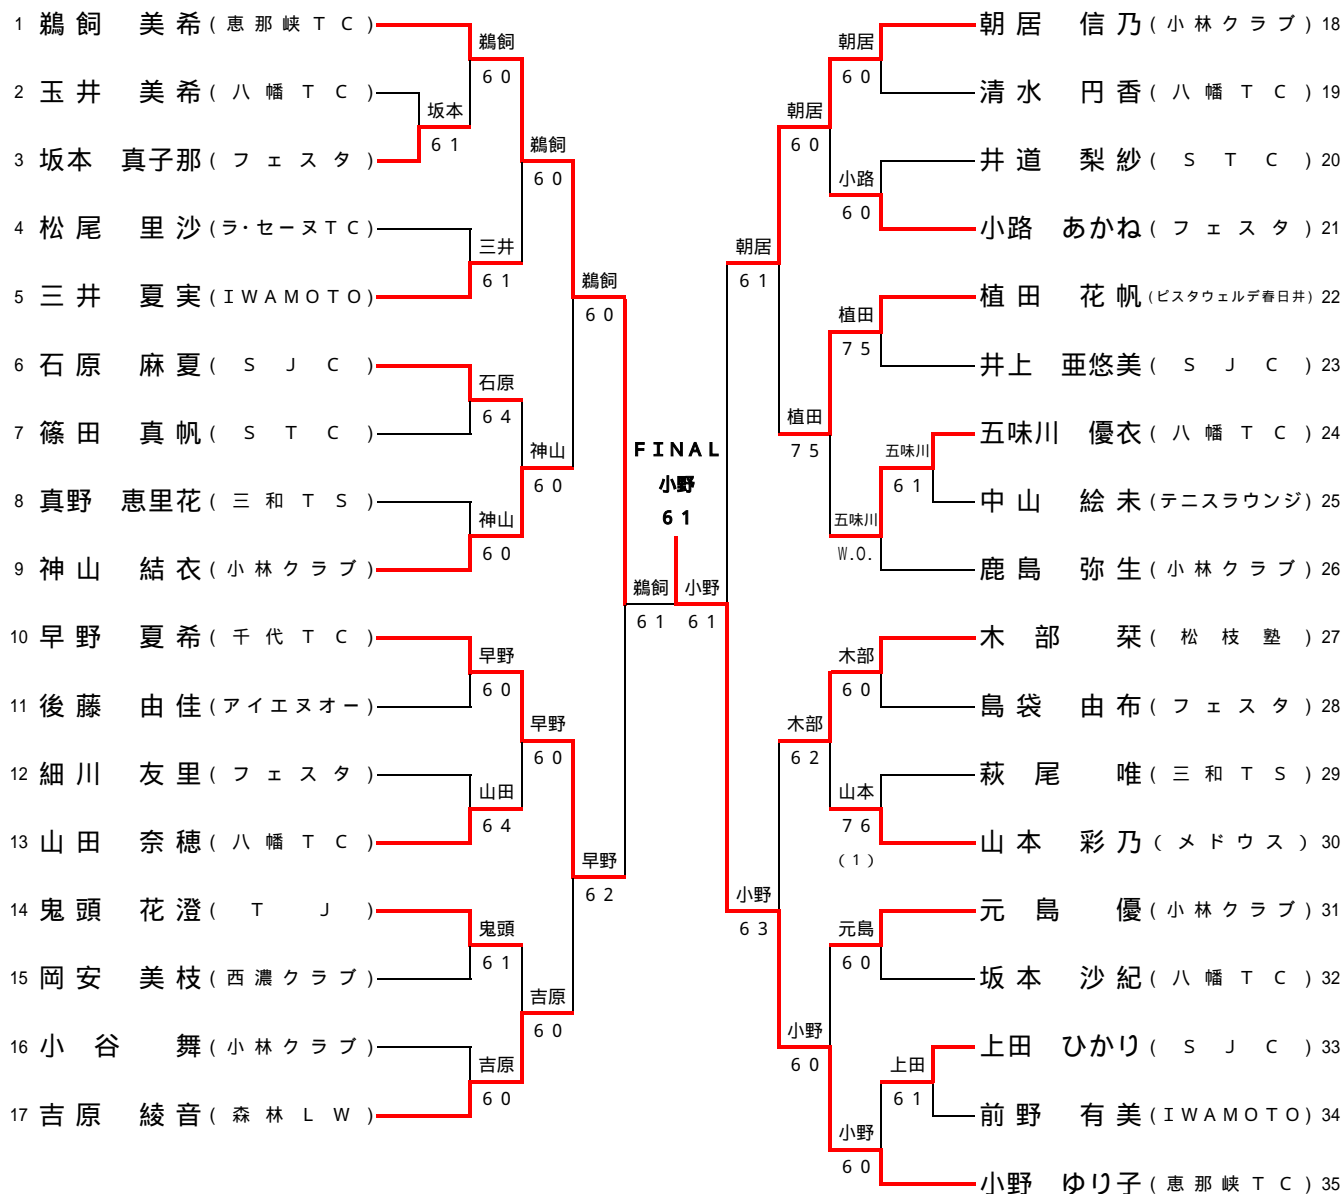 1 鵜飼 美希 (恵那峡TC)
2 玉井 美希 (八幡TC)
3 坂本 真子那 (フェスタ)
4 松尾 里沙 (ラ・セーヌTC)
5 三井 夏実 (IWAMOTO)
6 石原 麻夏 (SJC)
7 篠田 真帆 (STC)
8 真野 恵里花 (三和TS)
9 神山 結衣 (小林クラブ)
10 早野 夏希 (千代TC)
11 後藤 由佳 (アイエヌオー)
12 細川 友里 (フェスタ)
13 山田 奈穂 (八幡TC)
14 鬼頭 花澄 (TJ)
15 岡安 美枝 (西濃クラブ)
16 小谷 舞 (小林クラブ)
17 吉原 綾音 (森林LW)
坂本
61
鵜飼
60
三井
61
石原
64
神山
60
早野
60
山田
64
鬼頭
61
吉原
60
鵜飼
60
神山
60
早野
60
吉原
60
鵜飼
60
早野
62
鵜飼
61
FINAL
小野
61
小野
61
朝居
61
小野
63
朝居
60
植田
75
木部
62
小野
60
朝居
60
小路
60
植田
75
五味川
W.O.
木部
60
山本
76
(1)
元島
60
小野
60
五味川
61
上田
61
朝居 信乃 (小林クラブ) 18
清水 円香 (八幡TC) 19
井道 梨紗 (STC) 20
小路 あかね (フェスタ) 21
植田 花帆 (ビスタウェルデ春日井) 22
井上 亜悠美 (SJC) 23
五味川 優衣 (八幡TC) 24
中山 絵未 (テニスラウンジ) 25
鹿島 弥生 (小林クラブ) 26
木部 栞 (松枝塾) 27
島袋 由布 (フェスタ) 28
萩尾 唯 (三和TS) 29
山本 彩乃 (メドウス) 30
元島 優 (小林クラブ) 31
坂本 沙紀 (八幡TC) 32
上田 ひかり (SJC) 33
前野 有美 (IWAMOTO) 34
小野 ゆり子 (恵那峡TC) 35